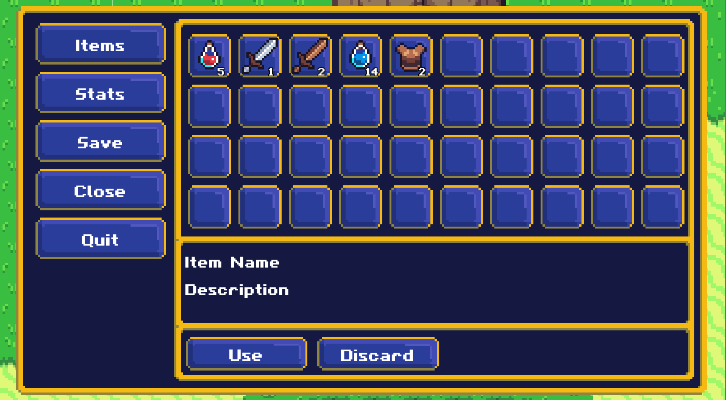 Items
Stats
Save
Close
Quit
5 1 2 14 2
Item Name
Description
Use Discard